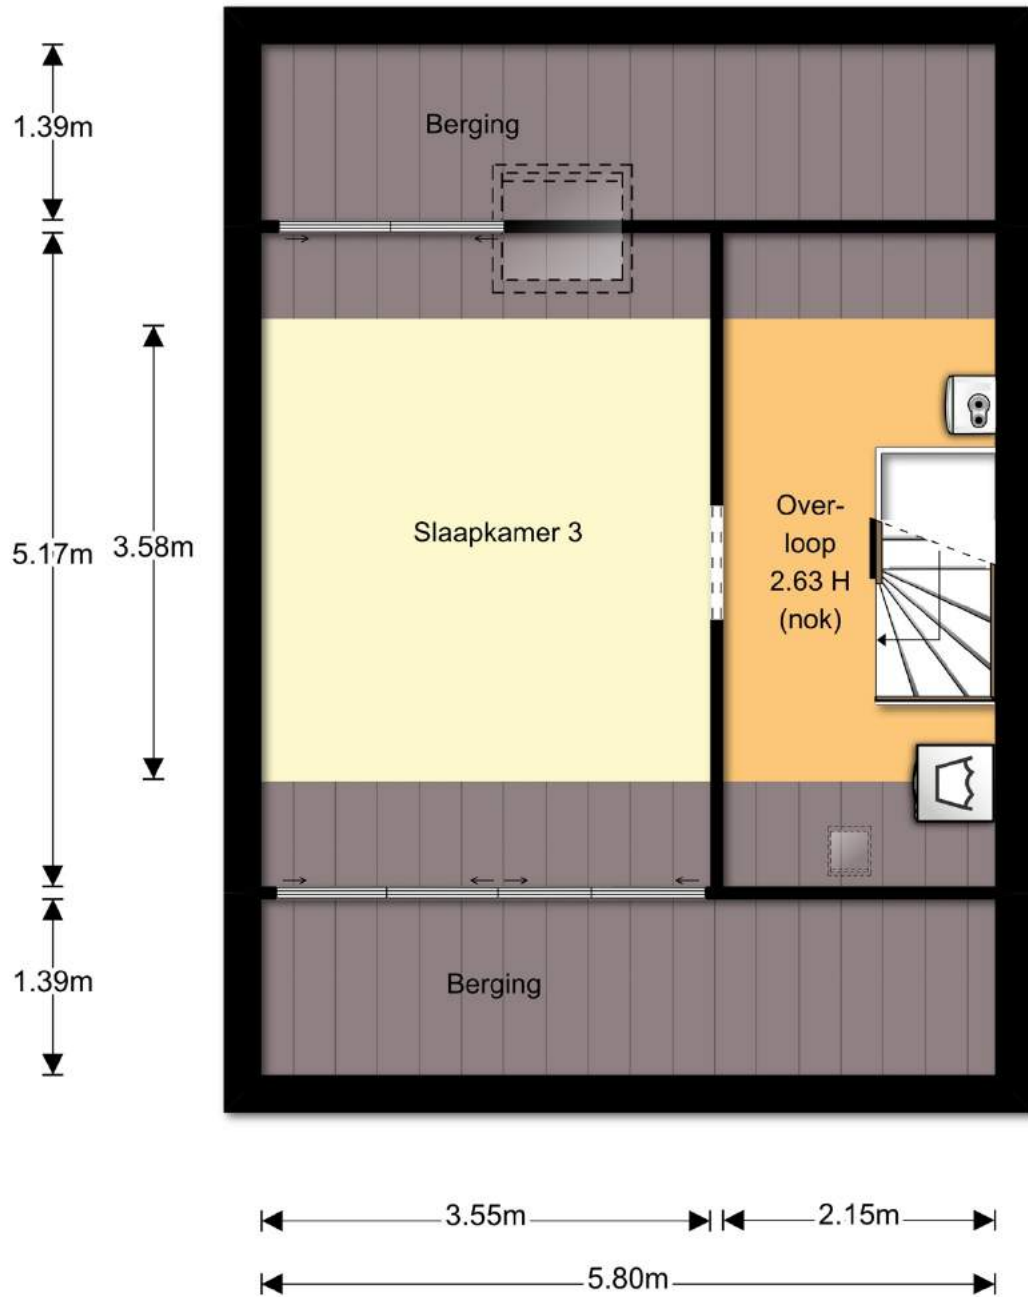 1.39m
Berging
5.17m
3.58m
Slaapkamer 3
Over-
loop
2.63 H
(nok)
1.39m
Berging
3.55m
2.15m
5.80m